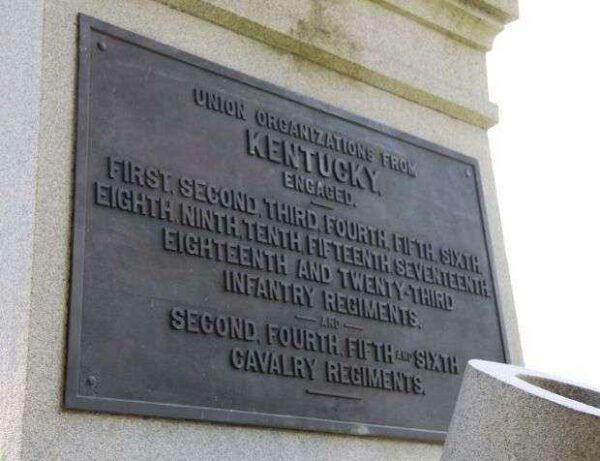 UNION ORGANIZATIONS FROM
KENTUCKY,
ENGAGED.
FIRST, SECOND, THIRD, FOURTH, FIFTH, SIXTH,
EIGHTH, NINTH, TENTH, FIFTEENTH, SEVENTEENTH,
EIGHTEENTH AND TWENTY-THIRD
INFANTRY REGIMENTS.
AND
SECOND, FOURTH, FIFTH AND SIXTH
CAVALRY REGIMENTS.